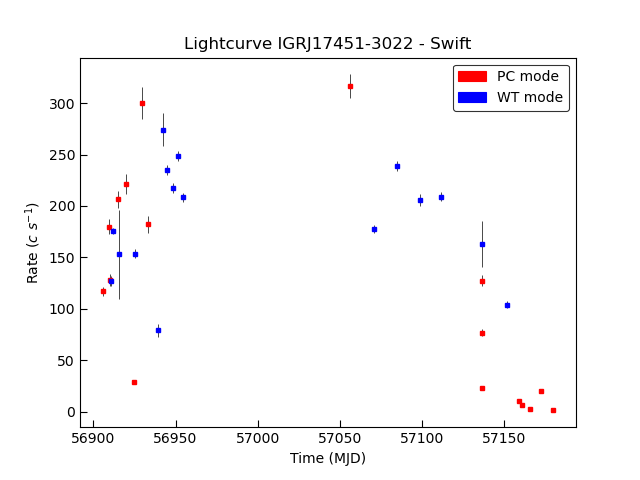 Lightcurve IGRJ17451-3022 - Swift
PC mode
WT mode
300
250
200
150
100
50
0
Rate (c s⁻¹)
56900 56950 57000 57050 57100 57150
Time (MJD)